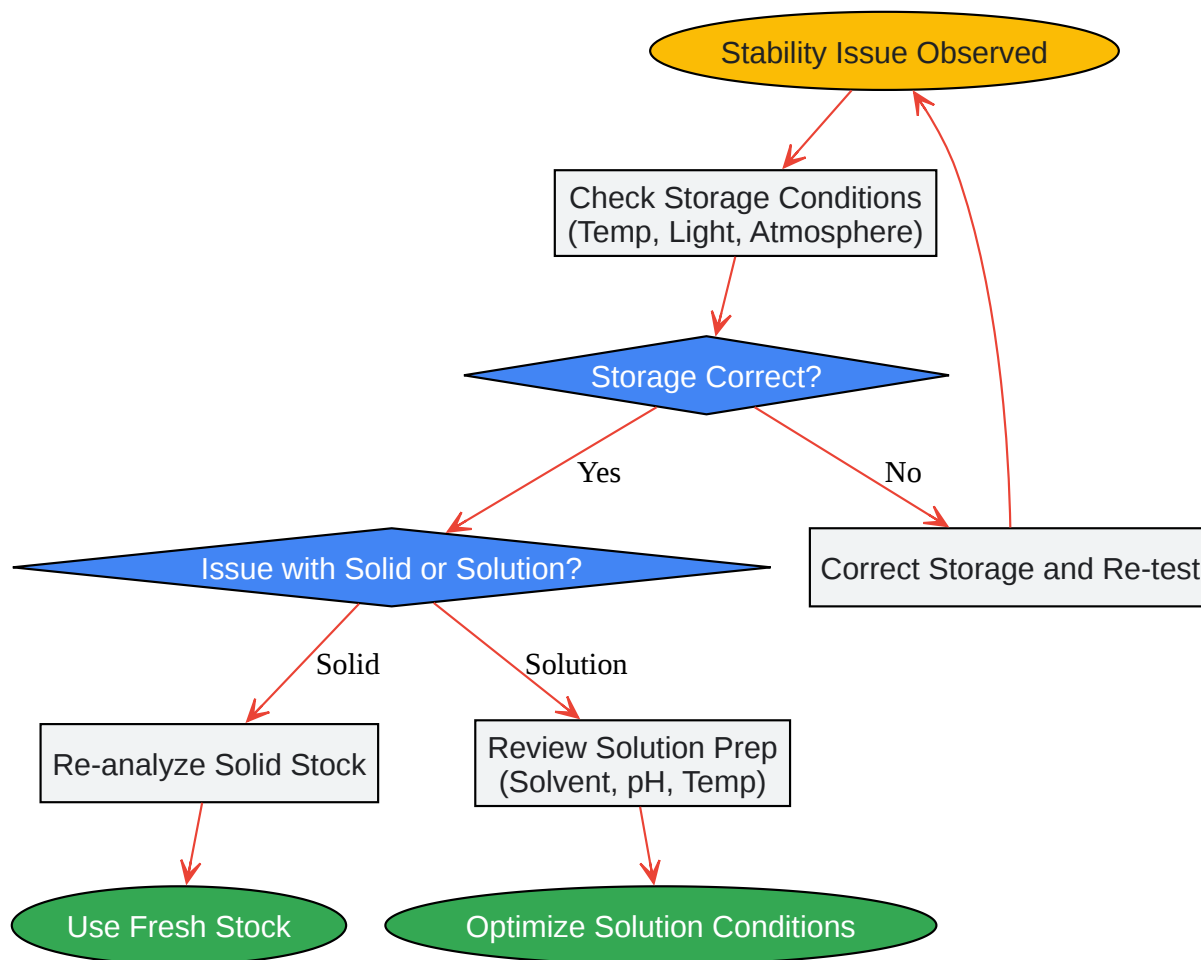 Stability Issue Observed
Check Storage Conditions
(Temp, Light, Atmosphere)
Storage Correct?
Yes
No
Issue with Solid or Solution?
Correct Storage and Re-test
Solid
Solution
Re-analyze Solid Stock
Review Solution Prep
(Solvent, pH, Temp)
Use Fresh Stock
Optimize Solution Conditions